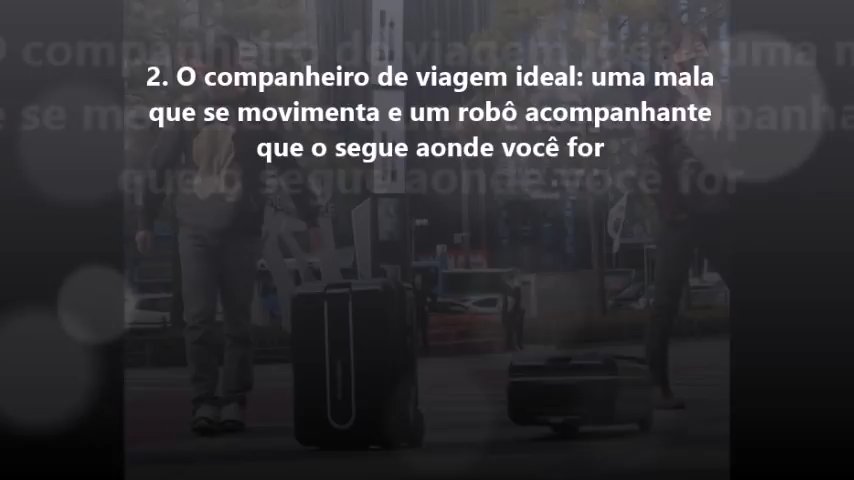 2. O companheiro de viagem ideal: uma mala
que se movimenta e um robô acompanhante
que o segue aonde você for